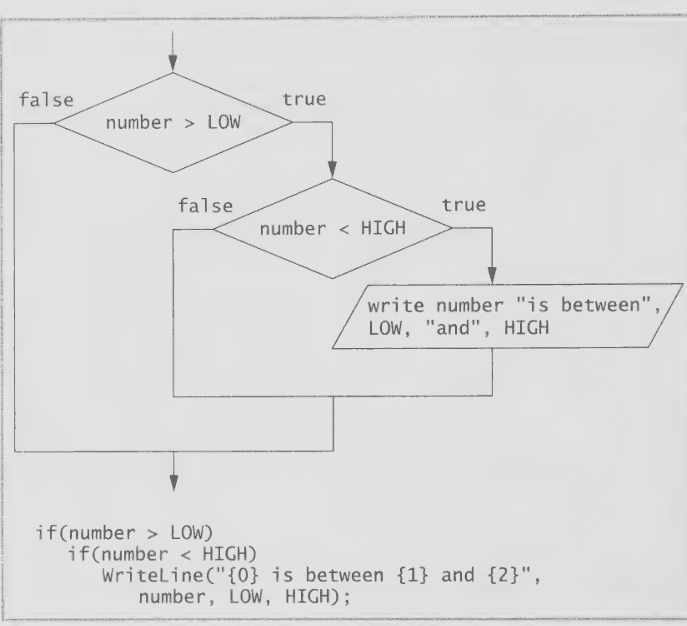 false
true
number > LOW
false
true
number < HIGH
write number "is between",
LOW, "and", HIGH
if(number > LOW)
if(number < HIGH)
WriteLine("{0} is between {1} and {2}",
number, LOW, HIGH);